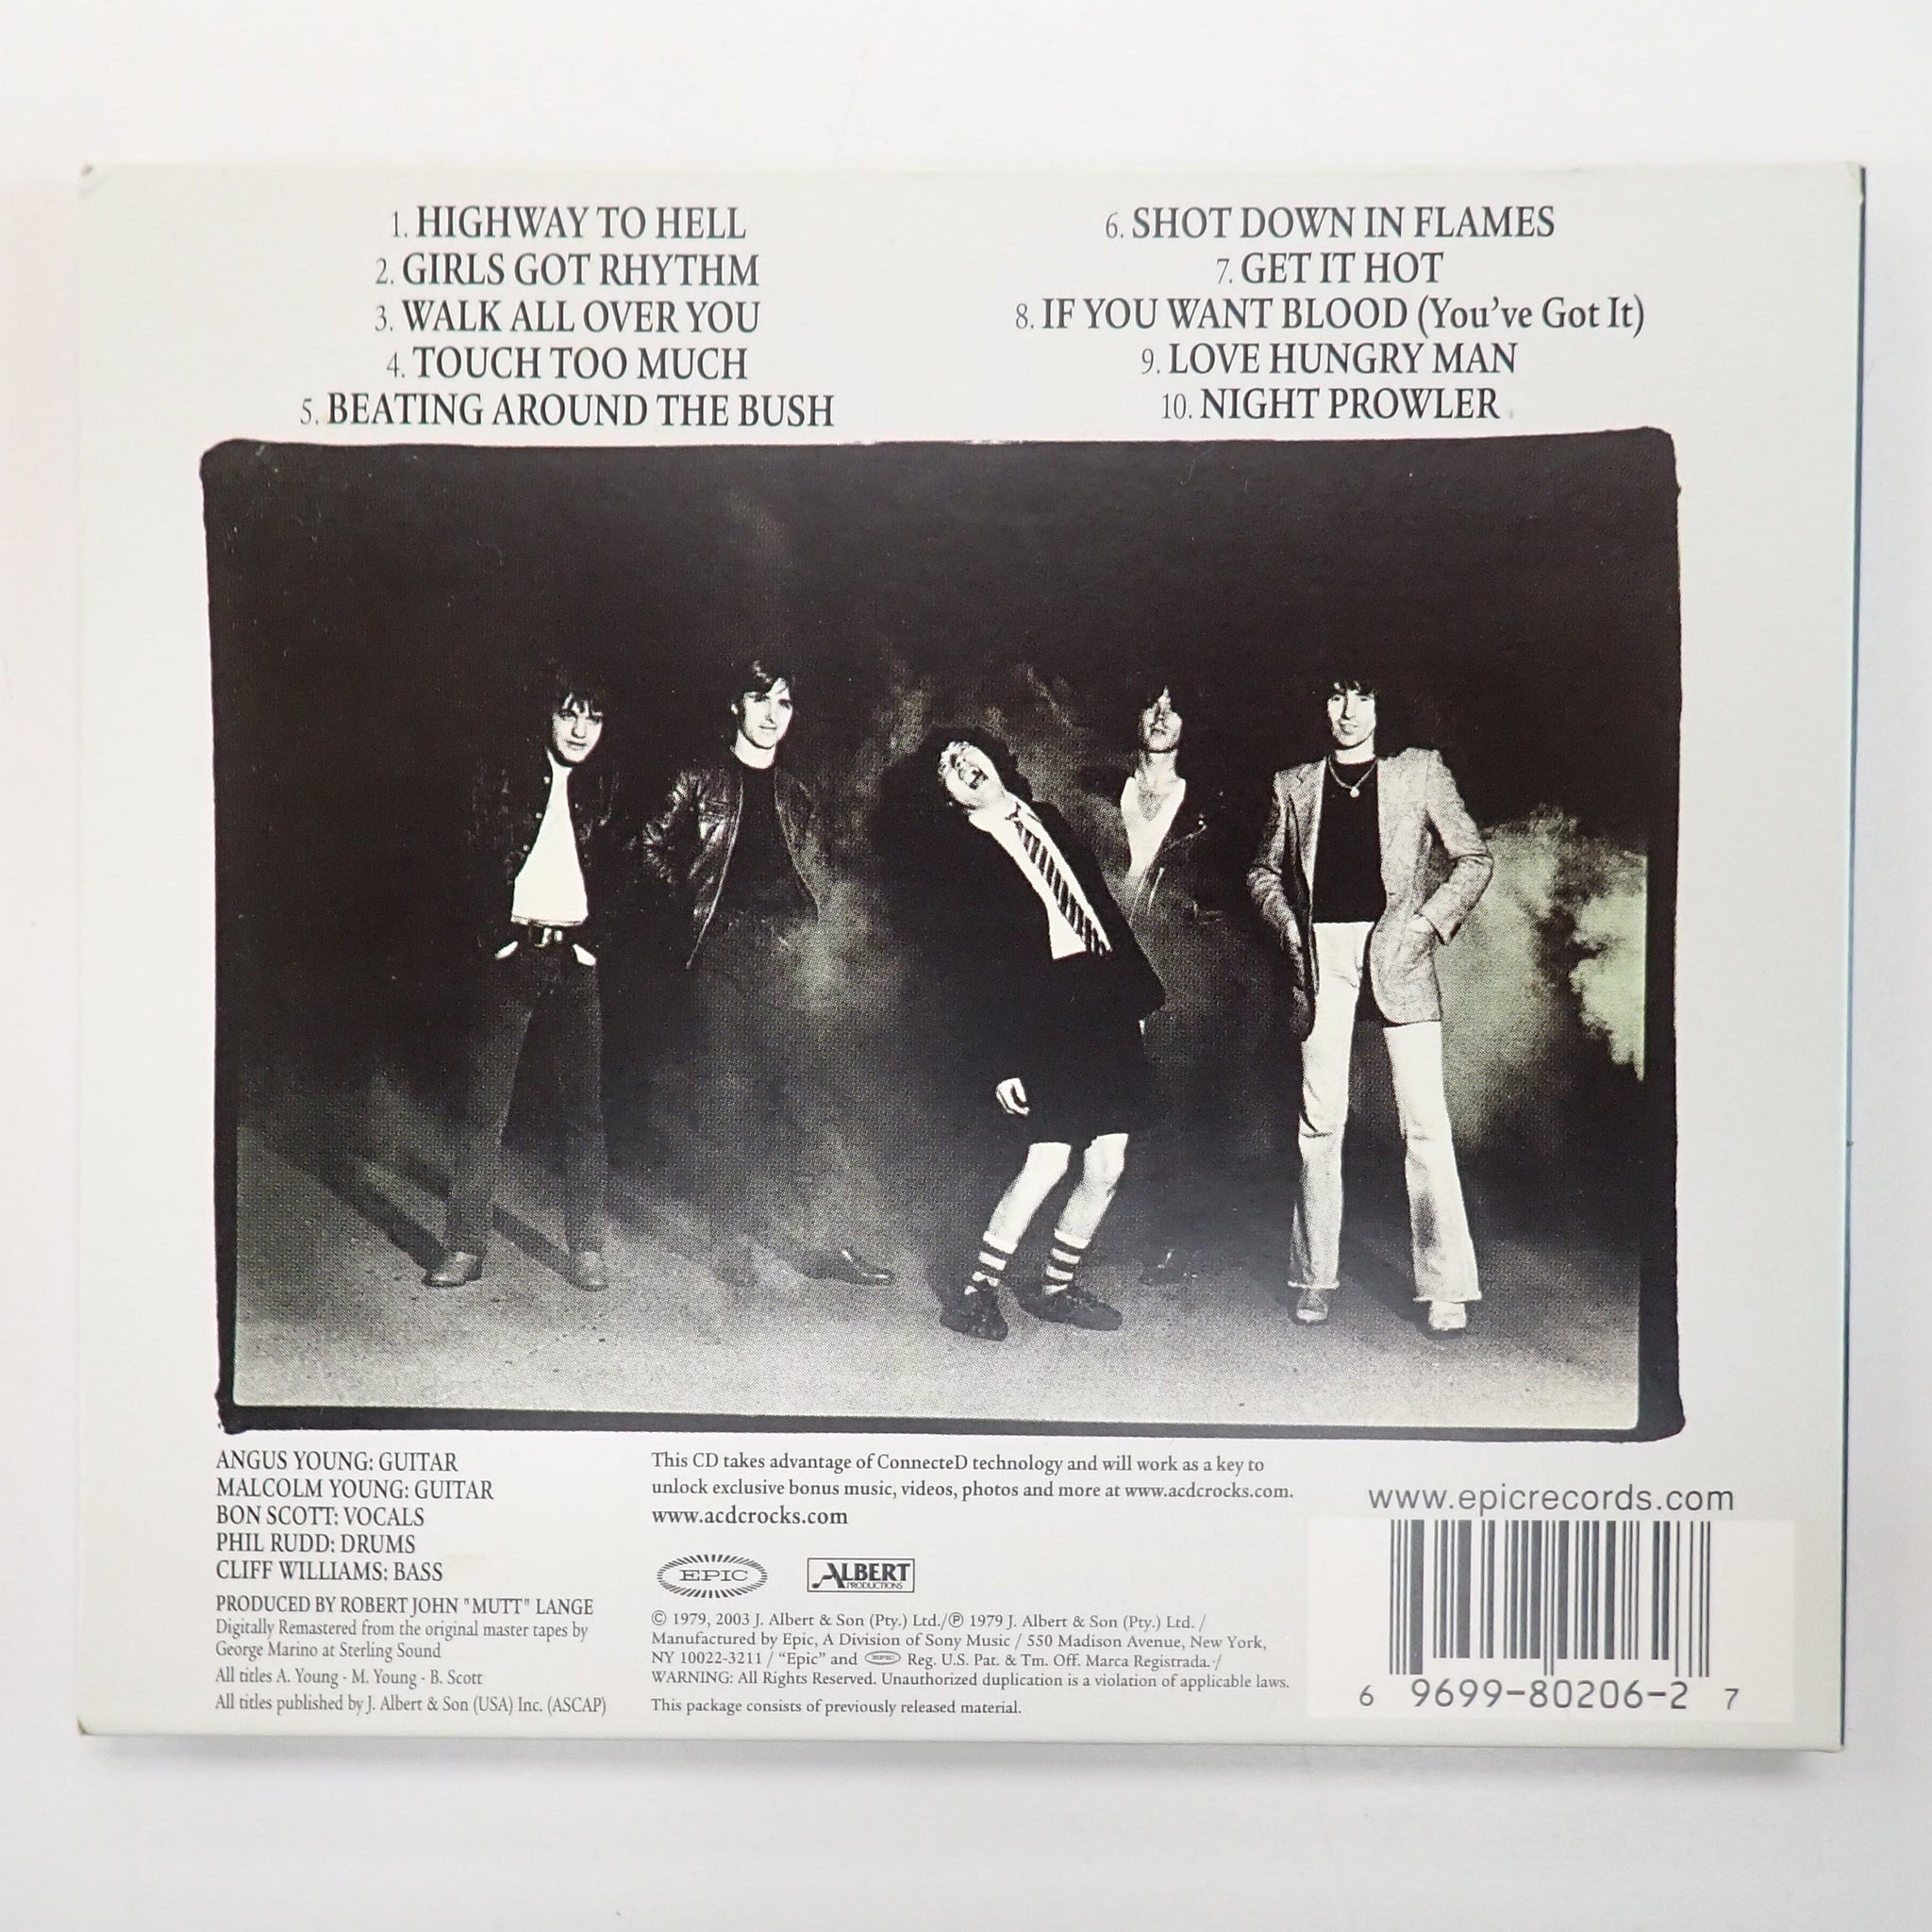 1. HIGHWAY TO HELL
2. GIRLS GOT RHYTHM
3. WALK ALL OVER YOU
4. TOUCH TOO MUCH
5. BEATING AROUND THE BUSH
6. SHOT DOWN IN FLAMES
7. GET IT HOT
8. IF YOU WANT BLOOD (You've Got It)
9. LOVE HUNGRY MAN
10. NIGHT PROWLER
ANGUS YOUNG: GUITAR
MALCOLM YOUNG: GUITAR
BON SCOTT: VOCALS
PHIL RUDD: DRUMS
CLIFF WILLIAMS: BASS
PRODUCED BY ROBERT JOHN "MUTT" LANGE
Digitally Remastered from the original master tapes by
George Marino at Sterling Sound
All titles A. Young - M. Young - B. Scott
All titles published by J. Albert & Son (USA) Inc. (ASCAP)
This CD takes advantage of ConnecteD technology and will work as a key to
unlock exclusive bonus music, videos, photos and more at www.acdcrocks.com.
www.acdcrocks.com
EPIC
ALBERT
PRODUCTIONS
© 1979, 2003 J. Albert & Son (Pty.) Ltd./℗ 1979 J. Albert & Son (Pty.) Ltd. /
Manufactured by Epic, A Division of Sony Music / 550 Madison Avenue, New York,
NY 10022-3211 / “Epic” and EPIC Reg. U.S. Pat. & Tm. Off. Marca Registrada. /
WARNING: All Rights Reserved. Unauthorized duplication is a violation of applicable laws.
This package consists of previously released material.
www.epicrecords.com
6 9699-80206-2 7